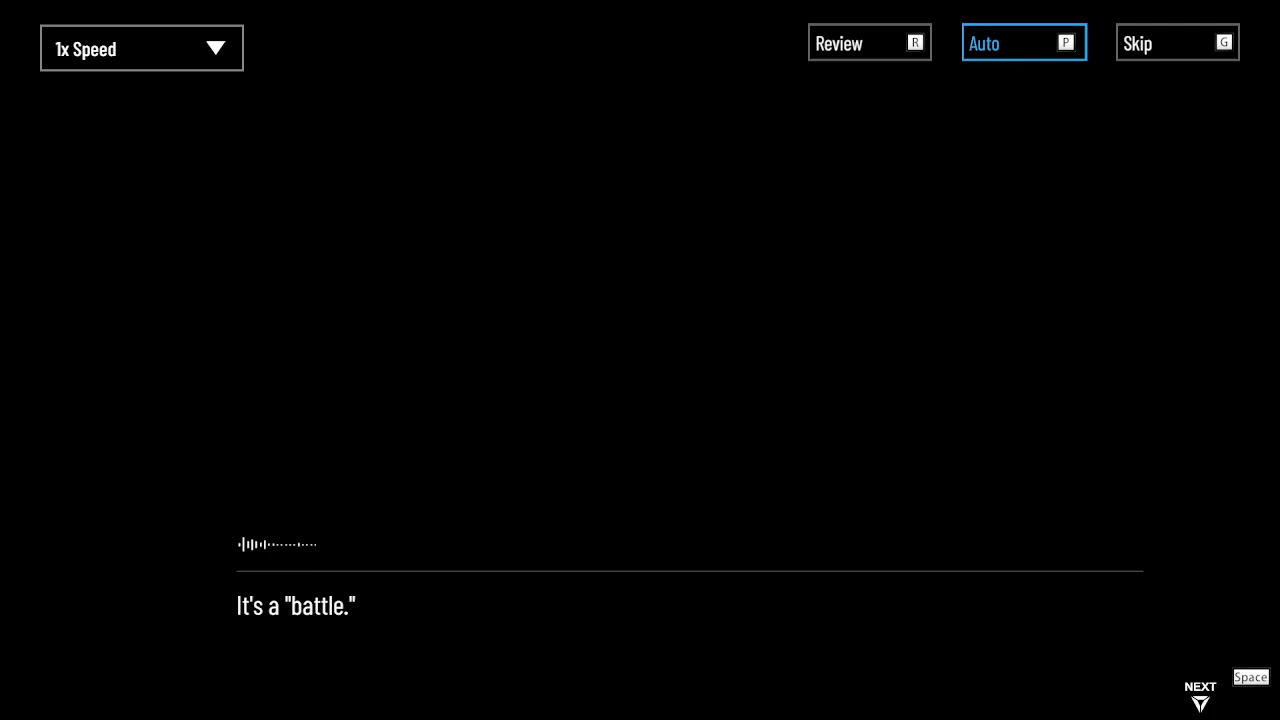 1x Speed
Review R
Auto P
Skip G
It's a "battle."
Space
NEXT